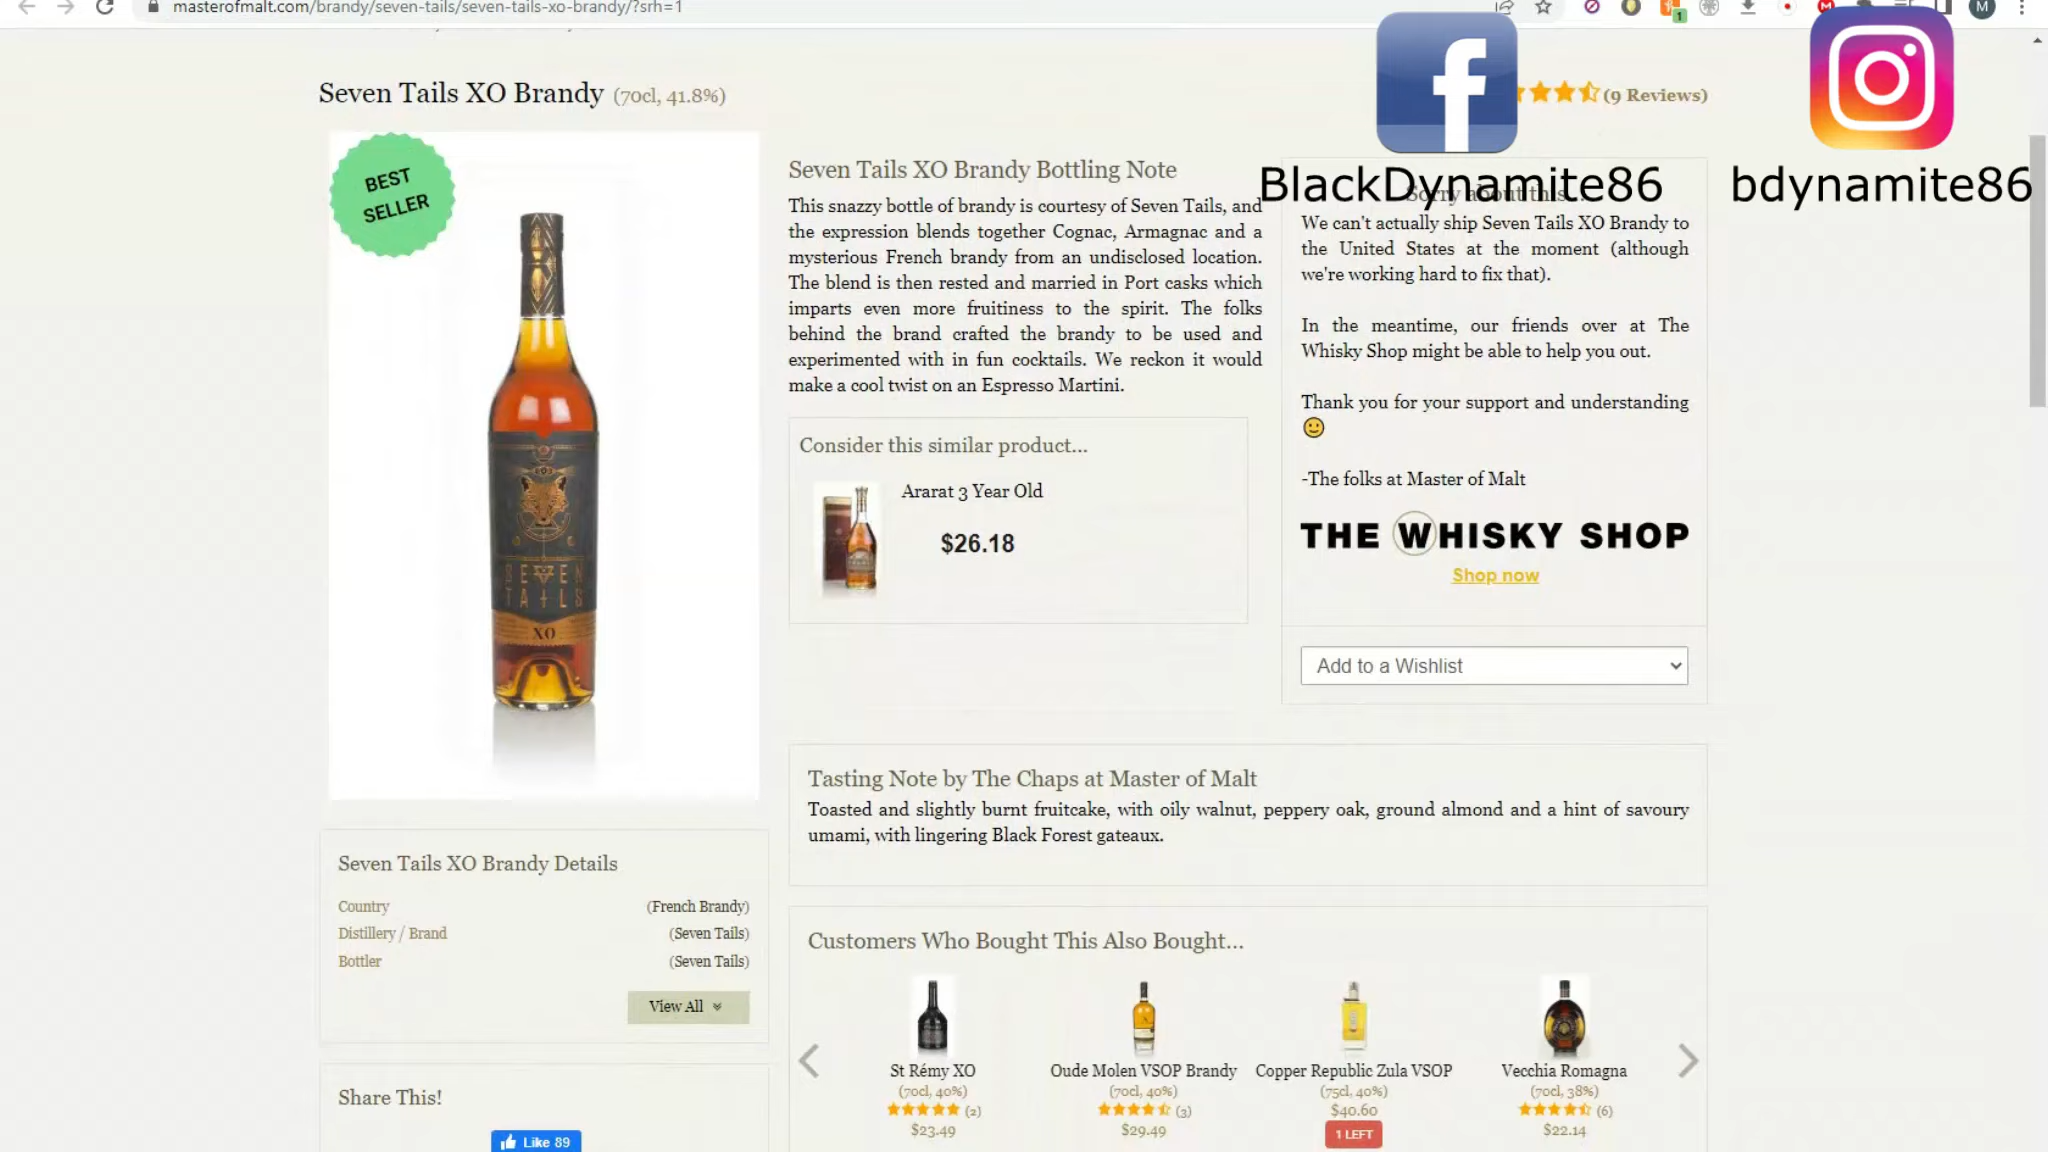 masterofmalt.com/brandy/seven-tails/seven-tails-xo-brandy/?srh=1
1
M
M
Seven Tails XO Brandy (70cl, 41.8%)
(9 Reviews)
BlackDynamite86
bdynamite86
BEST
SELLER
SEVEN
TAILS
XO
Seven Tails XO Brandy Bottling Note
This snazzy bottle of brandy is courtesy of Seven Tails, and
the expression blends together Cognac, Armagnac and a
mysterious French brandy from an undisclosed location.
The blend is then rested and married in Port casks which
imparts even more fruitiness to the spirit. The folks
behind the brand crafted the brandy to be used and
experimented with in fun cocktails. We reckon it would
make a cool twist on an Espresso Martini.
Consider this similar product...
Ararat 3 Year Old
$26.18
Sorry about this...
We can't actually ship Seven Tails XO Brandy to
the United States at the moment (although
we're working hard to fix that).
In the meantime, our friends over at The
Whisky Shop might be able to help you out.
Thank you for your support and understanding
🙂
-The folks at Master of Malt
THE WHISKY SHOP
Shop now
Add to a Wishlist
Tasting Note by The Chaps at Master of Malt
Toasted and slightly burnt fruitcake, with oily walnut, peppery oak, ground almond and a hint of savoury
umami, with lingering Black Forest gateaux.
Seven Tails XO Brandy Details
Country (French Brandy)
Distillery / Brand (Seven Tails)
Bottler (Seven Tails)
View All
Share This!
Like 89
Customers Who Bought This Also Bought...
St Rémy XO
(70cl, 40%)
(2)
$23.49
Oude Molen VSOP Brandy
(70cl, 40%)
(3)
$29.49
Copper Republic Zula VSOP
(75cl, 40%)
$40.60
1 LEFT
Vecchia Romagna
(70cl, 38%)
(6)
$22.14